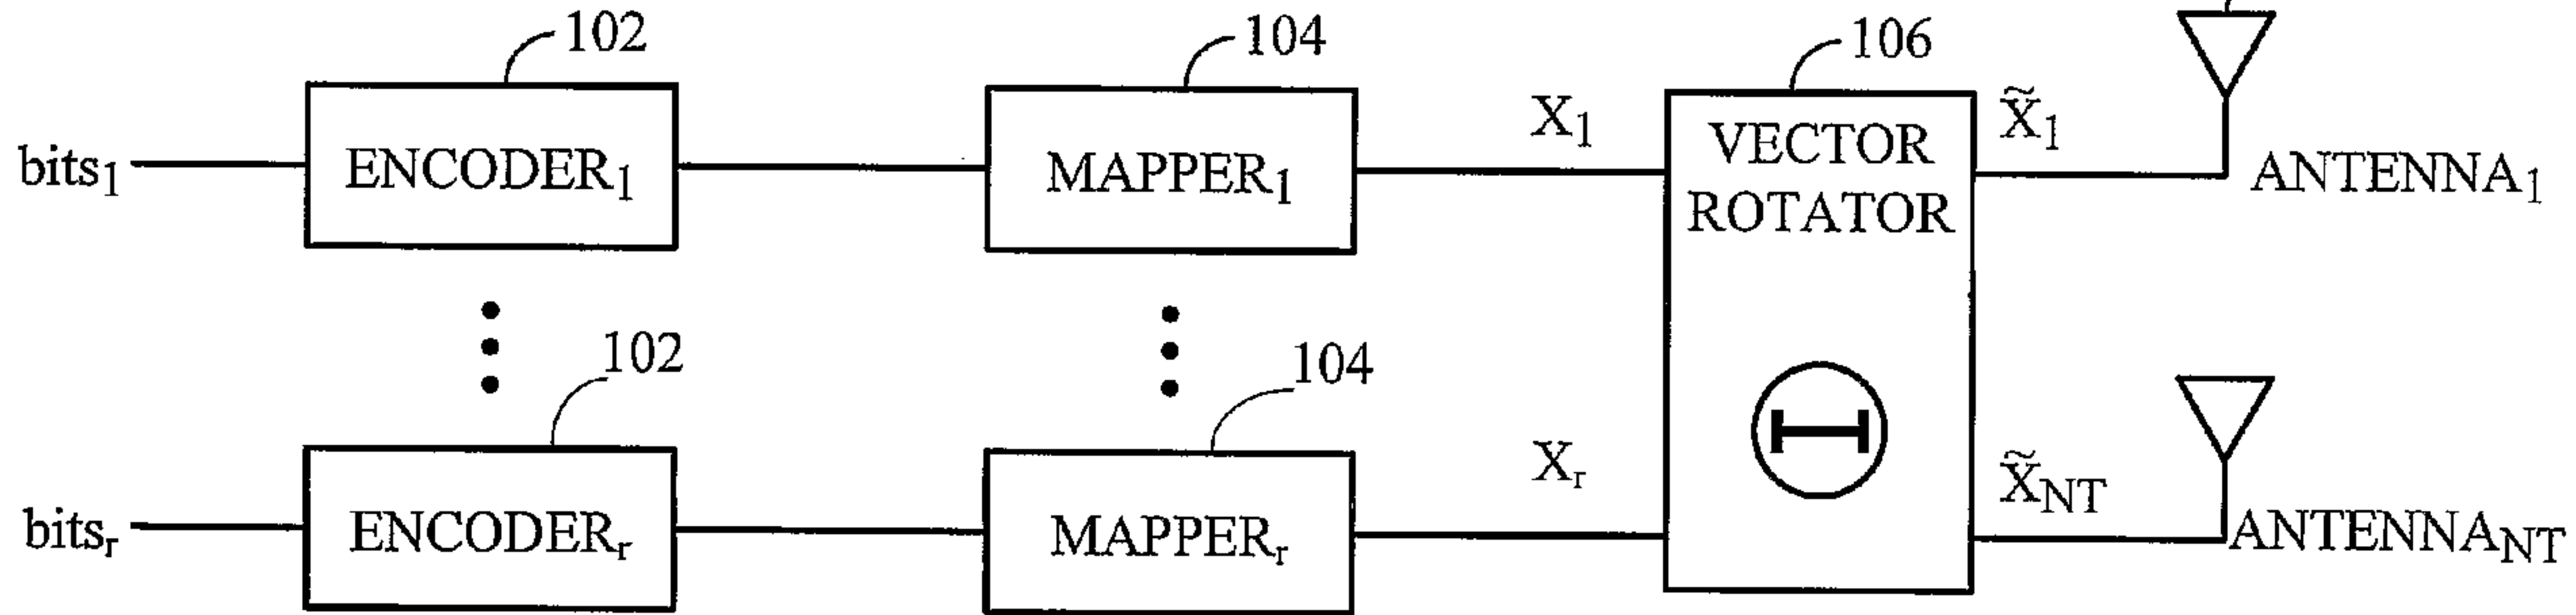 102
104
106
bits₁
ENCODER₁
MAPPER₁
X₁
VECTOR
ROTATOR
X̃₁
ANTENNA₁
102
104
bitsᵣ
ENCODERᵣ
MAPPERᵣ
Xᵣ
Θ
X̃NT
ANTENNANT